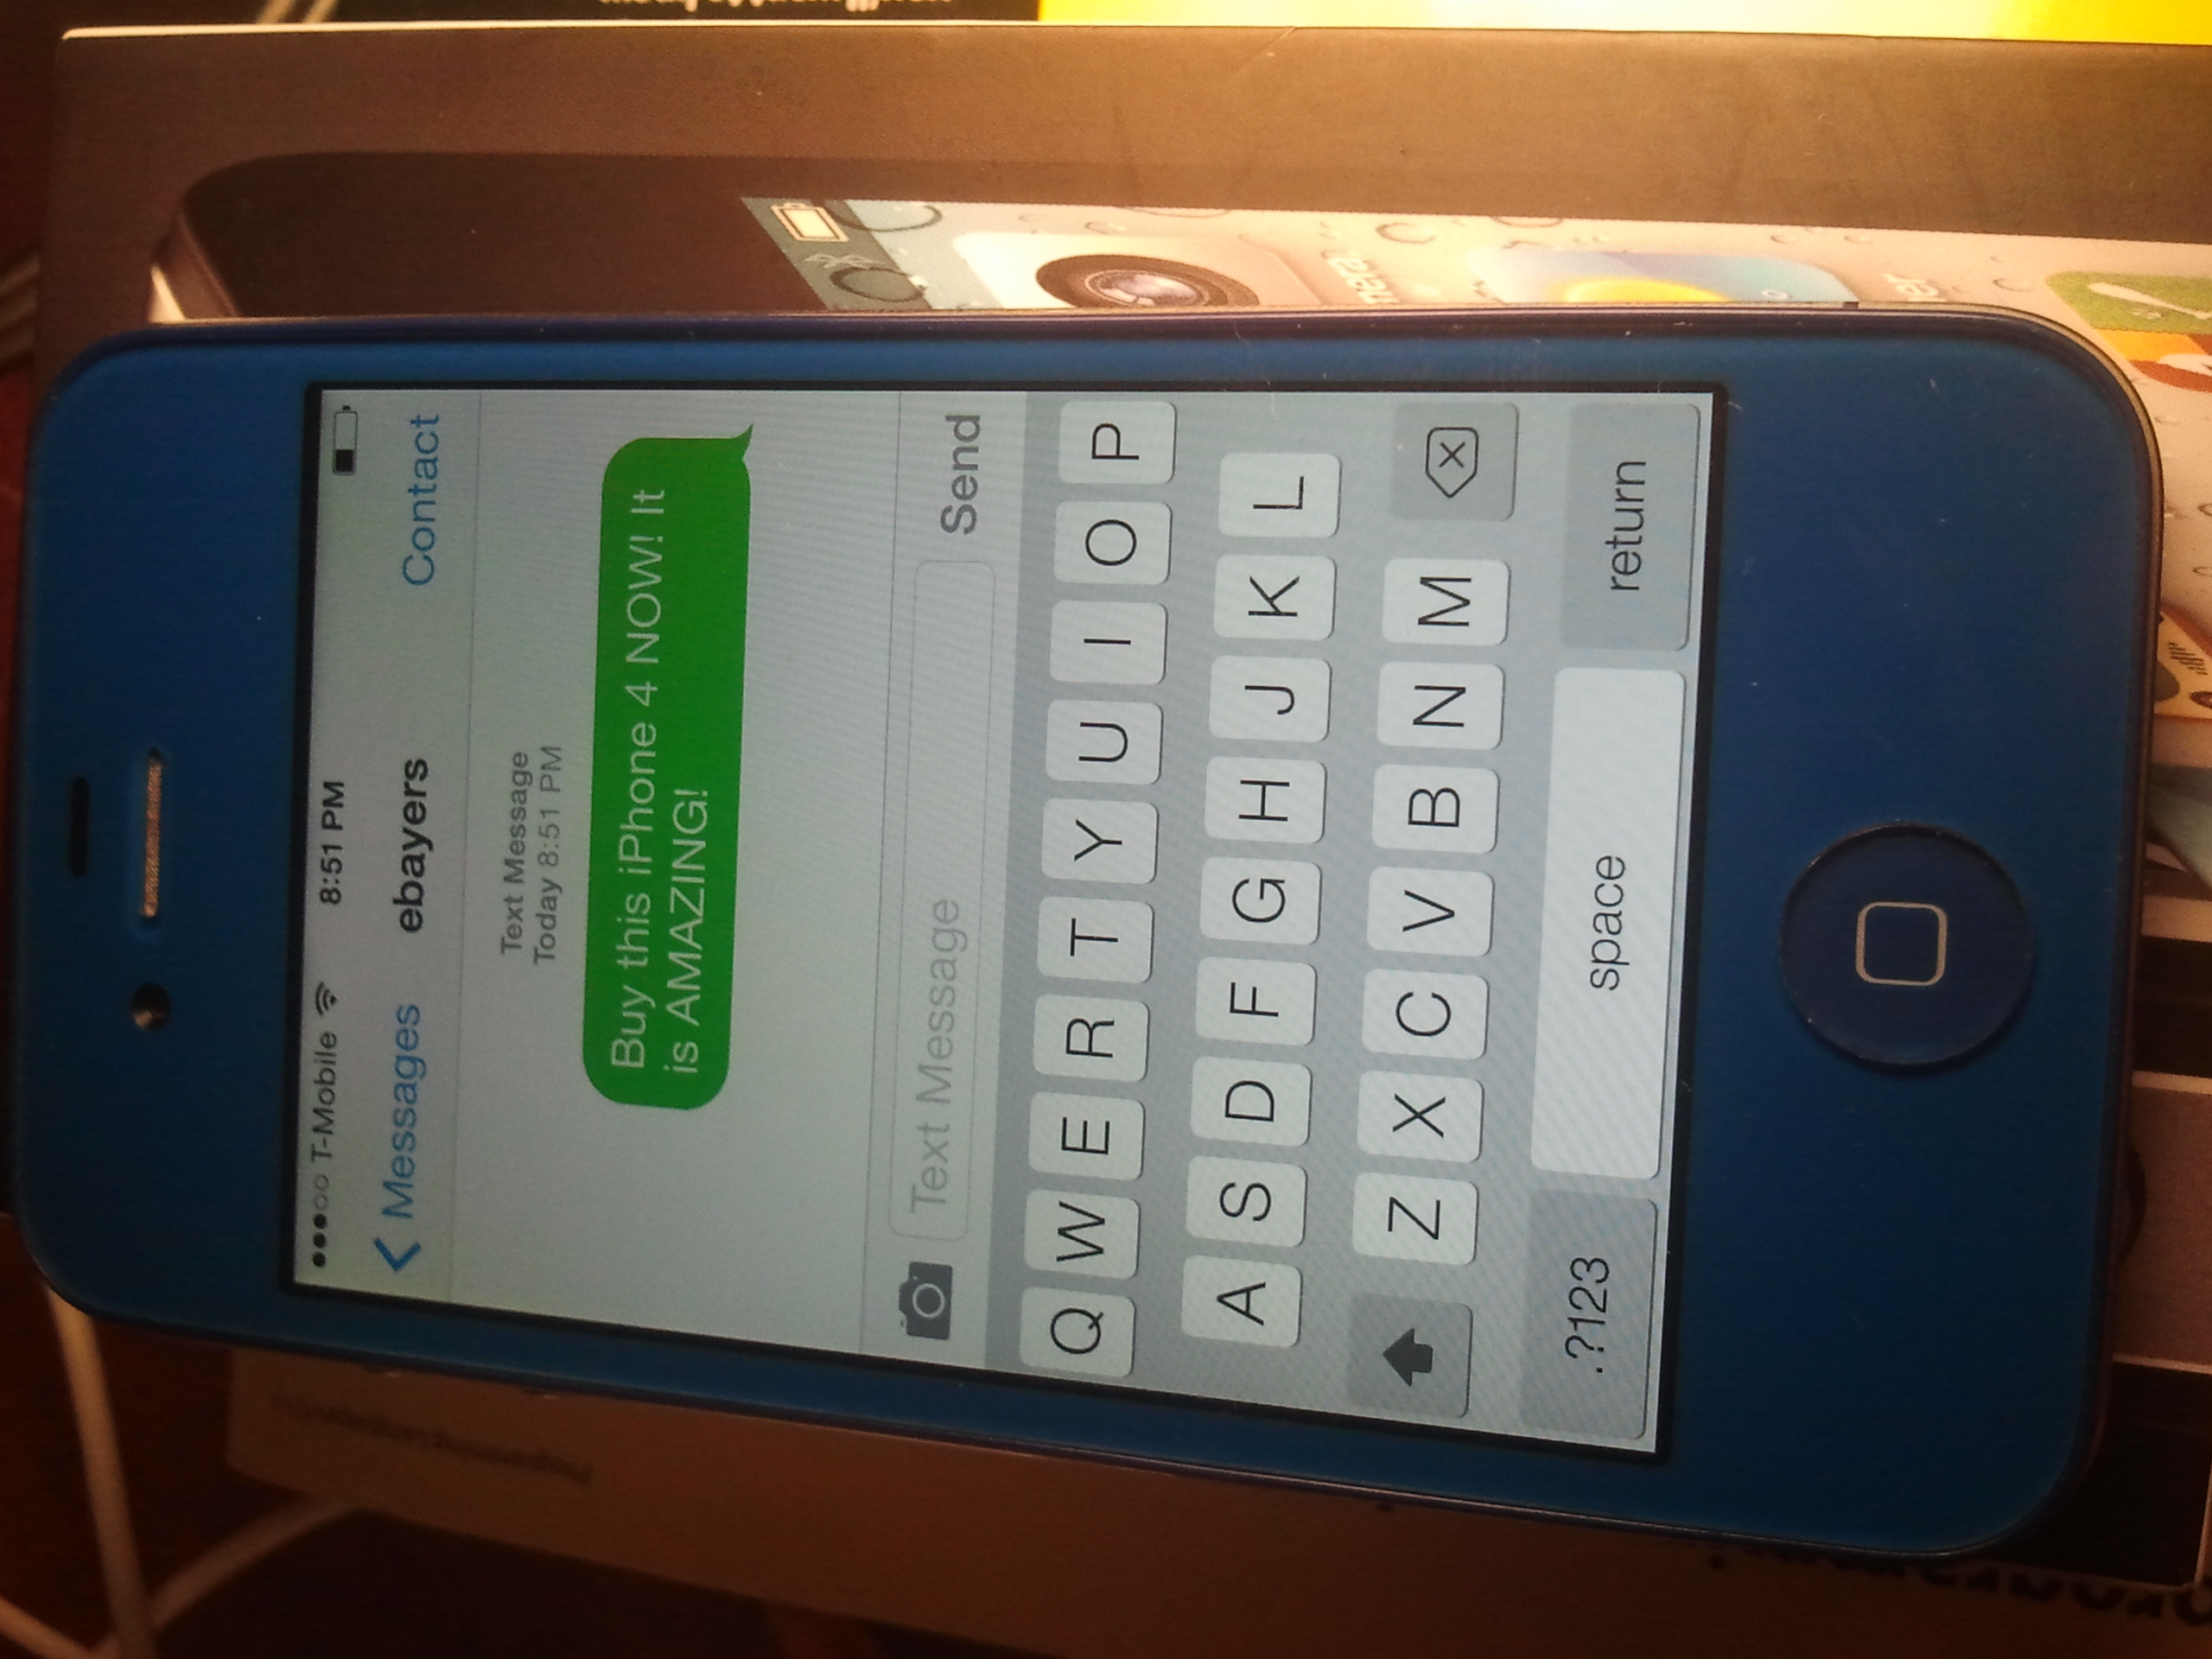 T-Mobile 8:51 PM
Messages ebayers Contact
Text Message
Today 8:51 PM
Buy this iPhone 4 NOW! It
is AMAZING!
Text Message Send
Q W E R T Y U I O P
A S D F G H J K L
Z X C V B N M
.?123 space return